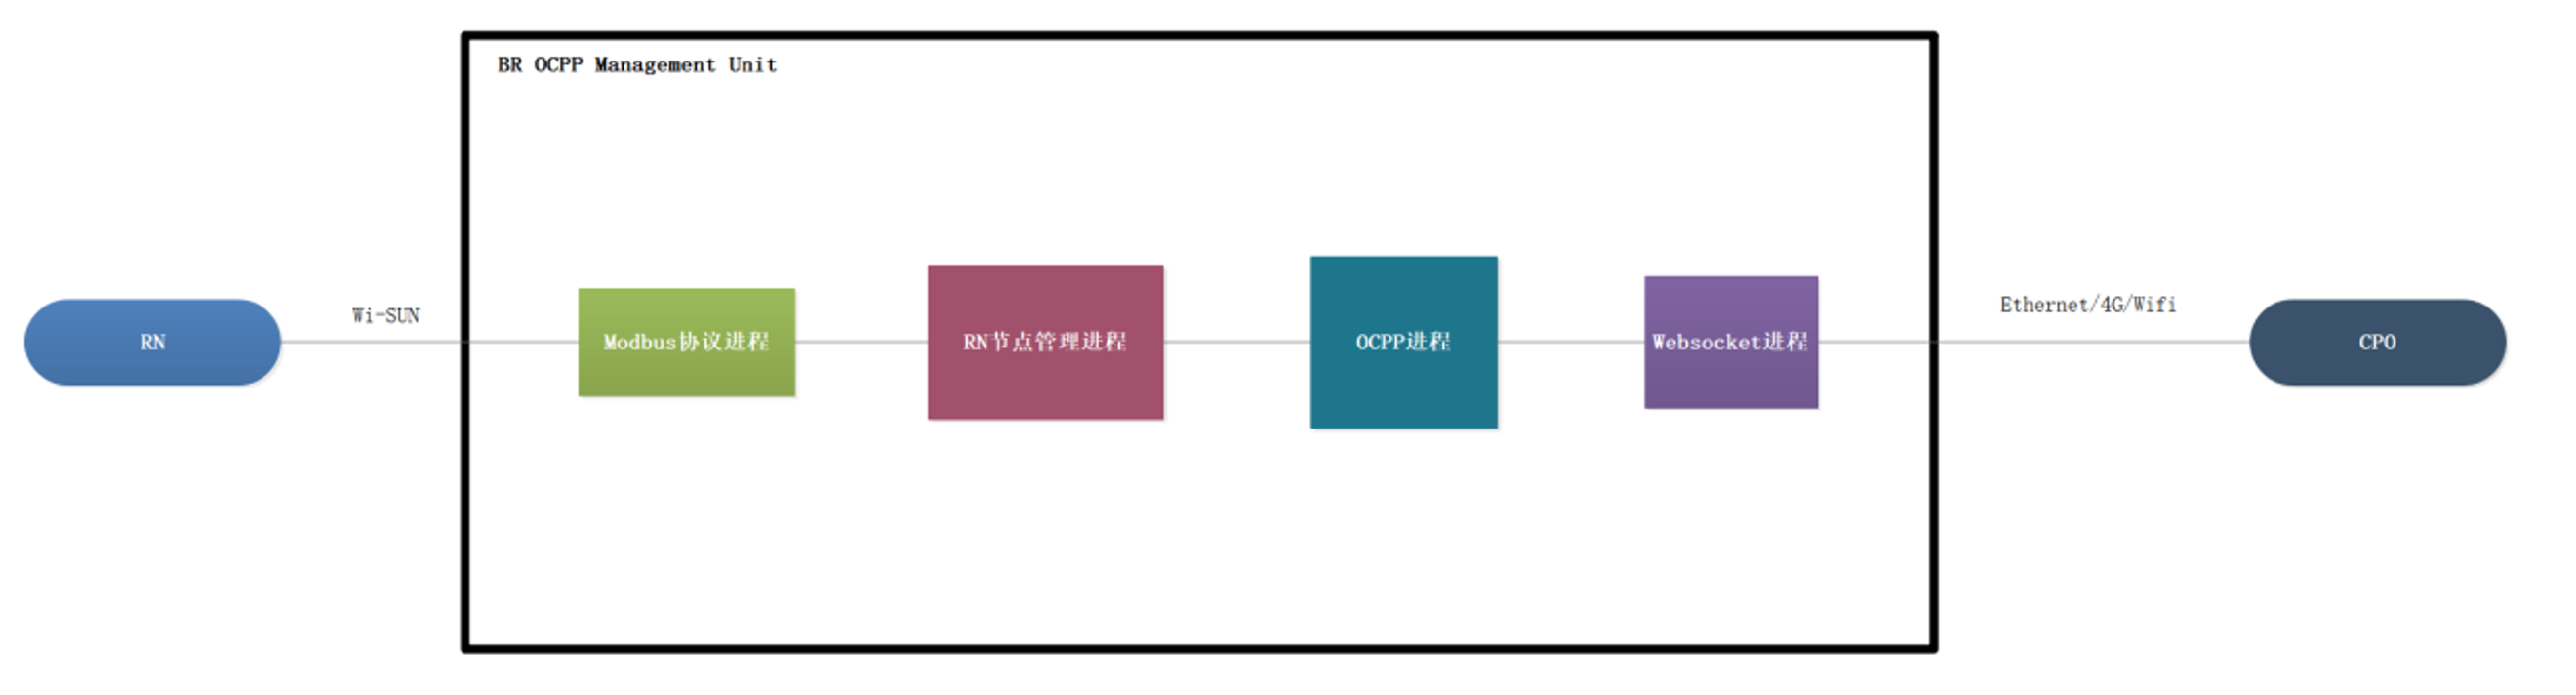 BR OCPP Management Unit
RN
Wi-SUN
Modbus协议进程
RN节点管理进程
OCPP进程
Websocket进程
Ethernet/4G/Wifi
CPO